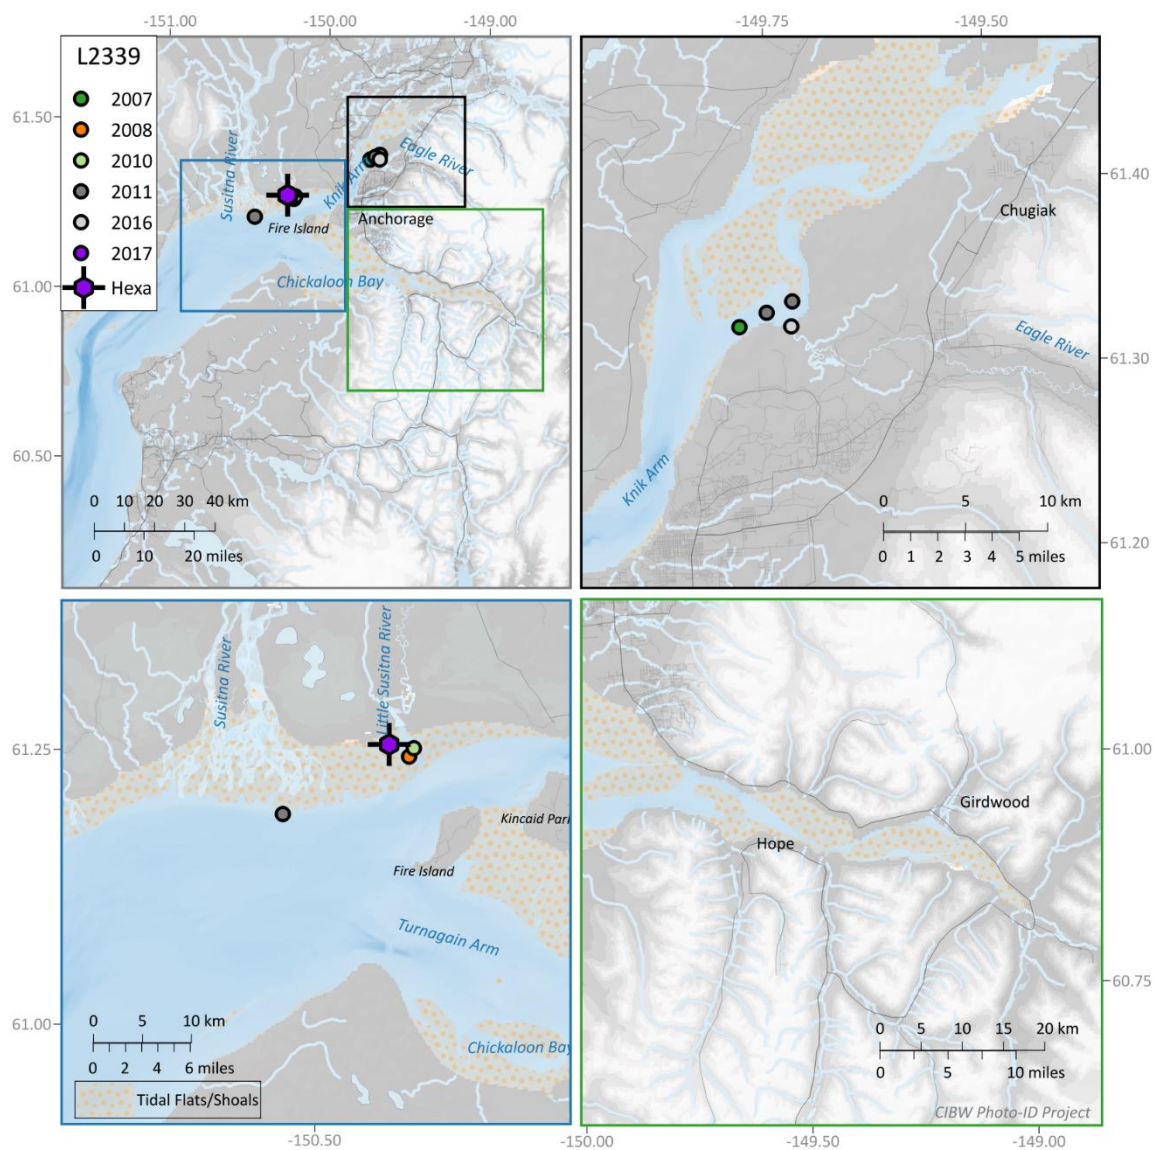 -151.00
-150.00
-149.00
-149.75
-149.50
L2339
2007
2008
2010
2011
2016
2017
Hexa
61.50
61.00
60.50
Susitna River
Knik Arm
Eagle River
Anchorage
Fire Island
Chickaloon Bay
0 10 20 30 40 km
0 10 20 miles
Chugiak
Eagle River
Knik Arm
0 5 10 km
0 1 2 3 4 5 miles
61.40
61.30
61.20
Susitna River
Little Susitna River
61.25
Kincaid Park
Fire Island
Turnagain Arm
61.00
Chickaloon Bay
0 5 10 km
0 2 4 6 miles
Tidal Flats/Shoals
-150.50
Girdwood
Hope
61.00
60.75
0 5 10 15 20 km
0 5 10 miles
CIBW Photo-ID Project
-150.00
-149.50
-149.00